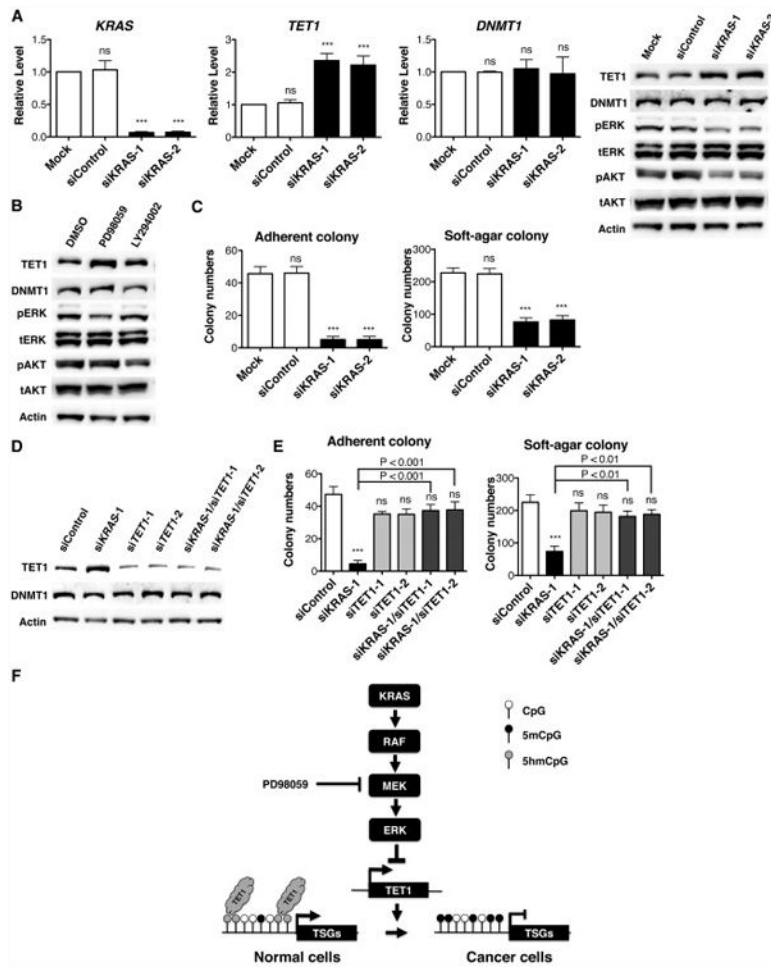 A
KRAS
Relative Level
1.5
1.0
0.5
0.0
ns
***
***
Mock
siControl
siKRAS-1
siKRAS-2
TET1
Relative Level
3
2
1
0
ns
***
***
Mock
siControl
siKRAS-1
siKRAS-2
DNMT1
Relative Level
1.5
1.0
0.5
0.0
ns
ns
ns
Mock
siControl
siKRAS-1
siKRAS-2
Mock
siControl
siKRAS-1
siKRAS-2
TET1
DNMT1
pERK
tERK
pAKT
tAKT
Actin
B
DMSO
PD98059
LY294002
TET1
DNMT1
pERK
tERK
pAKT
tAKT
Actin
C
Adherent colony
Colony numbers
60
40
20
0
ns
***
***
Mock
siControl
siKRAS-1
siKRAS-2
Soft-agar colony
Colony numbers
300
200
100
0
ns
***
***
Mock
siControl
siKRAS-1
siKRAS-2
D
siControl
siKRAS-1
siTET1-1
siTET1-2
siKRAS-1/siTET1-1
siKRAS-1/siTET1-2
TET1
DNMT1
Actin
E
Adherent colony
P < 0.001
P < 0.001
Colony numbers
60
40
20
0
***
ns
ns
ns
ns
siControl
siKRAS-1
siTET1-1
siTET1-2
siKRAS-1/siTET1-1
siKRAS-1/siTET1-2
Soft-agar colony
P < 0.01
P < 0.01
Colony numbers
300
200
100
0
***
ns
ns
ns
ns
siControl
siKRAS-1
siTET1-1
siTET1-2
siKRAS-1/siTET1-1
siKRAS-1/siTET1-2
F
KRAS
RAF
PD98059
MEK
ERK
TET1
CpG
5mCpG
5hmCpG
TET1
TET1
TSGs
TSGs
Normal cells
Cancer cells